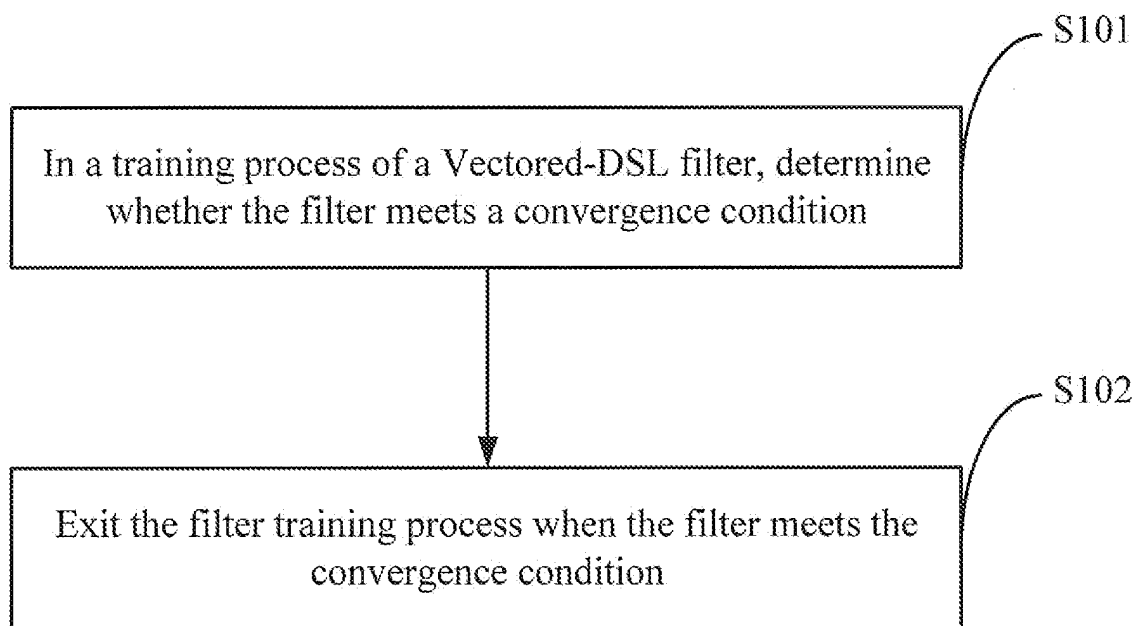 S101
In a training process of a Vectored-DSL filter, determine
whether the filter meets a convergence condition
S102
Exit the filter training process when the filter meets the
convergence condition